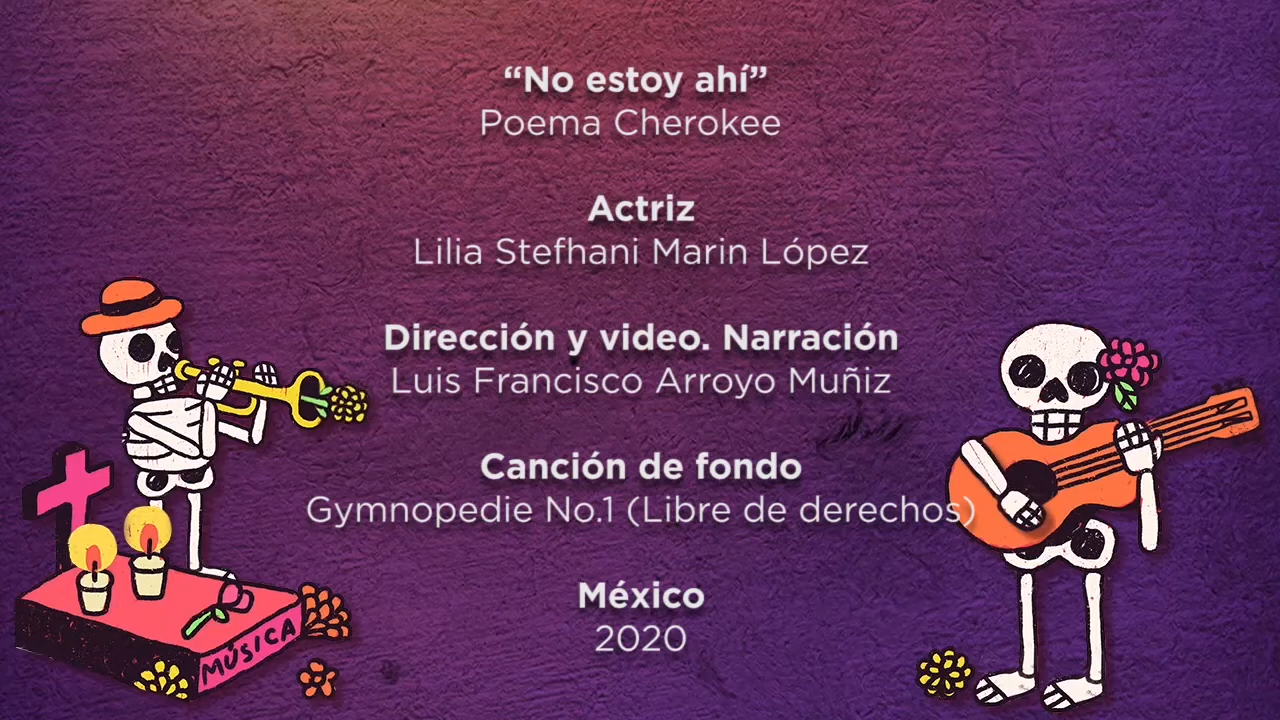 “No estoy ahí”
Poema Cherokee
Actriz
Lilia Stefhani Marin López
Dirección y video. Narración
Luis Francisco Arroyo Muñiz
Canción de fondo
Gymnopedie No.1 (Libre de derechos)
México
2020
MÚSICA